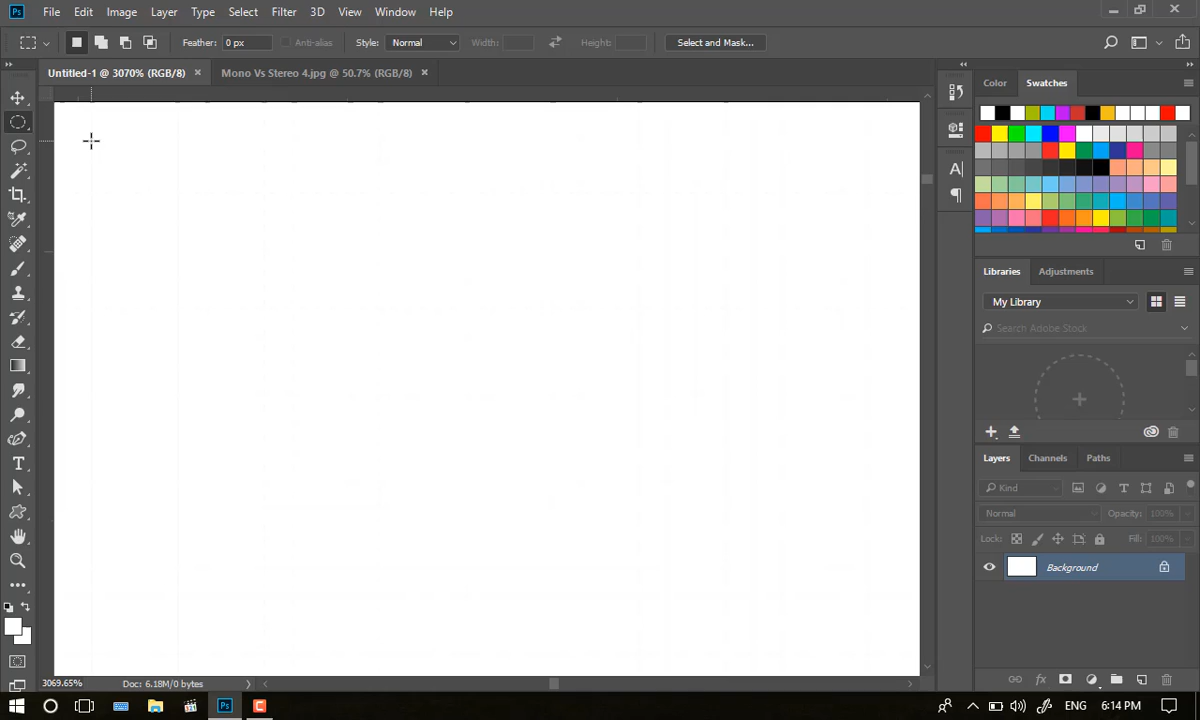 Ps File Edit Image Layer Type Select Filter 3D View Window Help
Feather: 0 px Anti-alias Style: Normal Width: Height: Select and Mask...
Untitled-1 @ 3070% (RGB/8) × Mono Vs Stereo 4.jpg @ 50.7% (RGB/8) ×
Color Swatches
Libraries Adjustments
My Library
Search Adobe Stock
Layers Channels Paths
Kind
Normal Opacity: 100%
Lock: Fill: 100%
Background
3069.65% Doc: 6.18M/0 bytes
Ps C ENG 6:14 PM